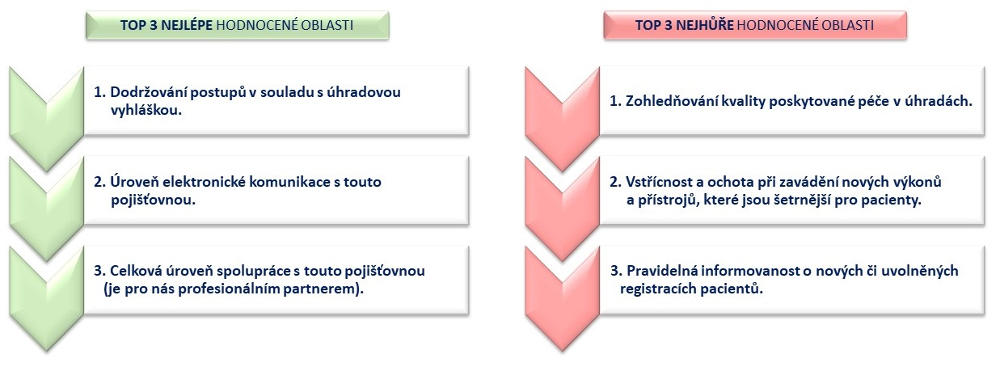 TOP 3 NEJLÉPE HODNOCENÉ OBLASTI
1. Dodržování postupů v souladu s úhradovou
vyhláškou.
2. Úroveň elektronické komunikace s touto
pojišťovnou.
3. Celková úroveň spolupráce s touto pojišťovnou
(je pro nás profesionálním partnerem).
TOP 3 NEJHŮŘE HODNOCENÉ OBLASTI
1. Zohledňování kvality poskytované péče v úhradách.
2. Vstřícnost a ochota při zavádění nových výkonů
a přístrojů, které jsou šetrnější pro pacienty.
3. Pravidelná informovanost o nových či uvolněných
registracích pacientů.